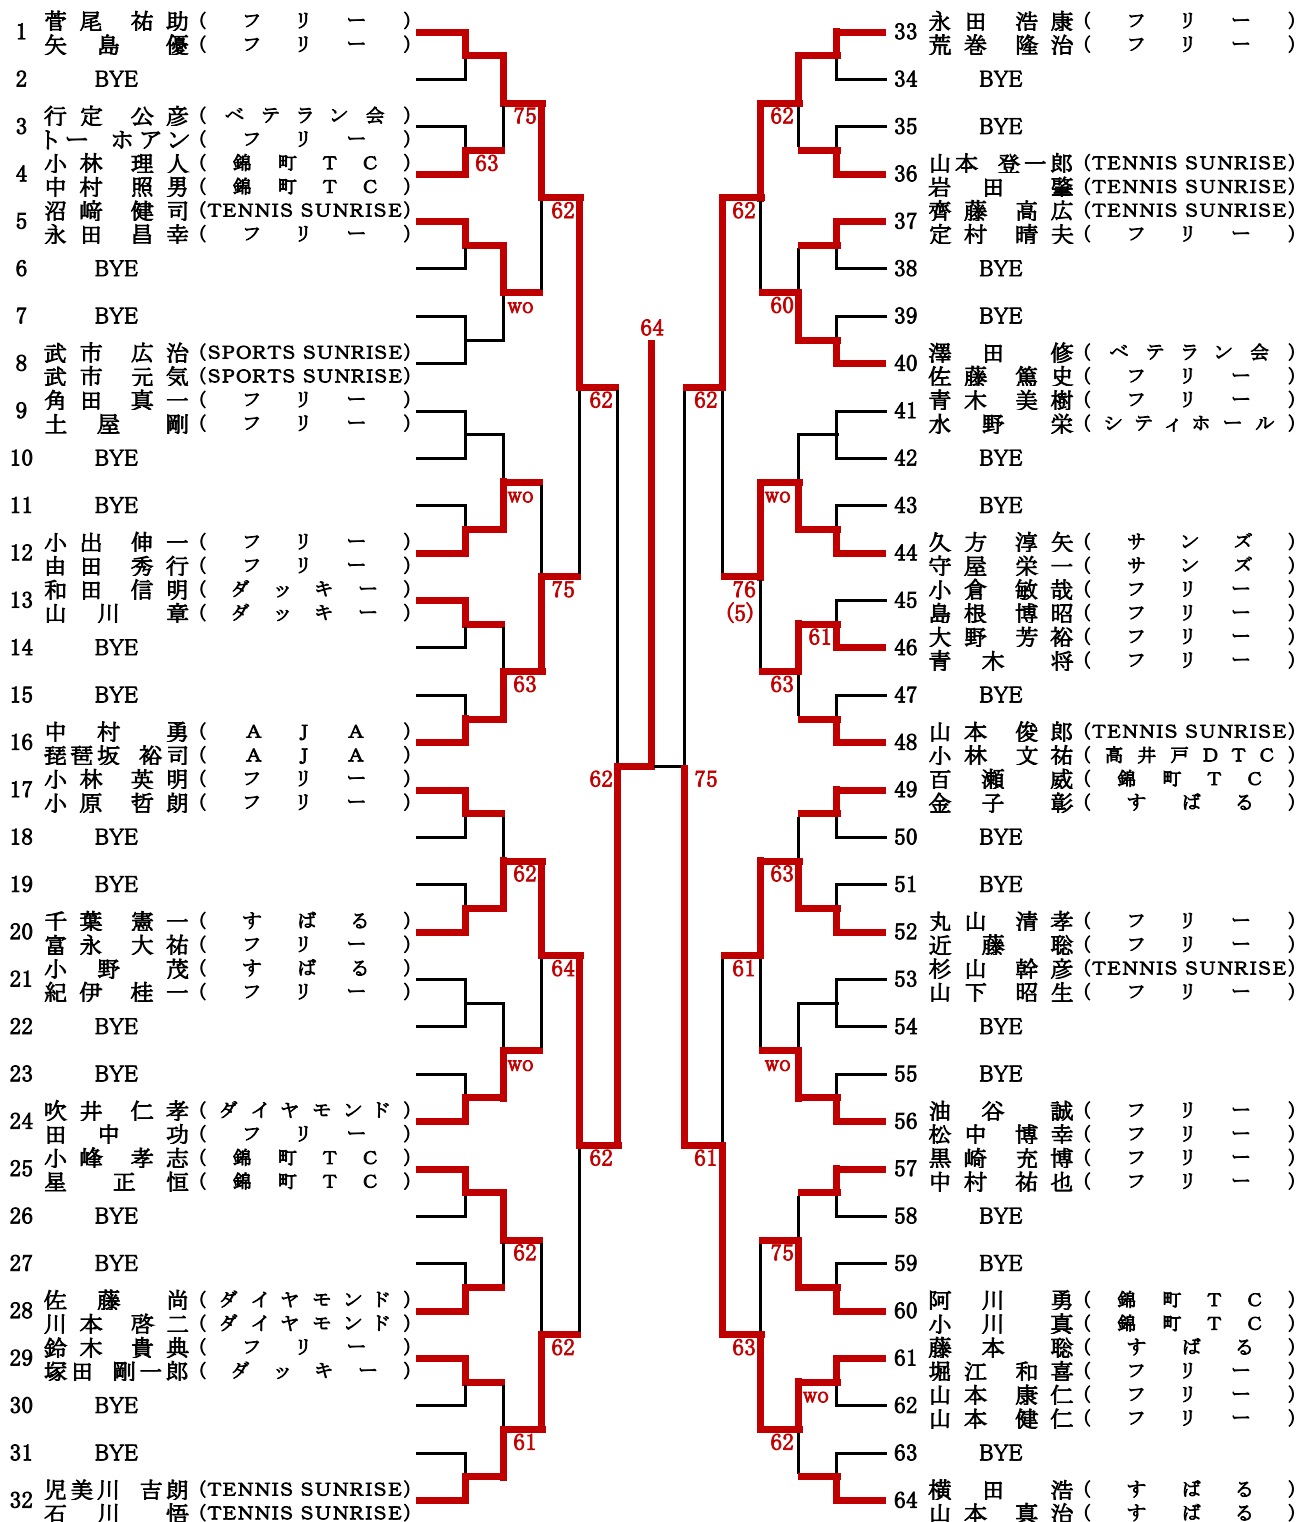 1 菅尾 祐助 (フリー)
矢島 優 (フリー)
2 BYE
3 行定 公彦 (ベテラン会)
トー ホアン (フリー)
4 小林 理人 (錦町TC)
中村 照男 (錦町TC)
5 沼﨑 健司 (TENNIS SUNRISE)
永田 昌幸 (フリー)
6 BYE
7 BYE
8 武市 広治 (SPORTS SUNRISE)
武市 元気 (SPORTS SUNRISE)
9 角田 真一 (フリー)
土屋 剛 (フリー)
10 BYE
11 BYE
12 小出 伸一 (フリー)
由田 秀行 (フリー)
13 和田 信明 (ダッキー)
山川 章 (ダッキー)
14 BYE
15 BYE
16 中村 勇 (AJA)
琵琶坂 裕司 (AJA)
17 小林 英明 (フリー)
小原 哲朗 (フリー)
18 BYE
19 BYE
20 千葉 憲一 (すばる)
富永 大祐 (フリー)
21 小野 茂 (すばる)
紀伊 桂一 (フリー)
22 BYE
23 BYE
24 吹井 仁孝 (ダイヤモンド)
田中 功 (フリー)
25 小峰 孝志 (錦町TC)
星 正恒 (錦町TC)
26 BYE
27 BYE
28 佐藤 尚 (ダイヤモンド)
川本 啓二 (ダイヤモンド)
29 鈴木 貴典 (フリー)
塚田 剛一郎 (ダッキー)
30 BYE
31 BYE
32 児美川 吉朗 (TENNIS SUNRISE)
石川 悟 (TENNIS SUNRISE)
63
75
wo
wo
63
62
wo
62
61
62
75
64
62
62
62
62
64
75
62
61
62
61
76
(5)
61
63
62
60
wo
63
63
wo
75
62
61
wo
33 永田 浩康 (フリー)
荒巻 隆治 (フリー)
34 BYE
35 BYE
36 山本 登一郎 (TENNIS SUNRISE)
岩田 肇 (TENNIS SUNRISE)
37 齊藤 高広 (TENNIS SUNRISE)
定村 晴夫 (フリー)
38 BYE
39 BYE
40 澤田 修 (ベテラン会)
佐藤 篤史 (フリー)
41 青木 美樹 (フリー)
水野 栄 (シティホール)
42 BYE
43 BYE
44 久方 淳矢 (サンズ)
守屋 栄一 (サンズ)
45 小倉 敏哉 (フリー)
島根 博昭 (フリー)
46 大野 芳裕 (フリー)
青木 将 (フリー)
47 BYE
48 山本 俊郎 (TENNIS SUNRISE)
小林 文祐 (高井戸DTC)
49 百瀬 威 (錦町TC)
金子 彰 (すばる)
50 BYE
51 BYE
52 丸山 清孝 (フリー)
近藤 聡 (フリー)
53 杉山 幹彦 (TENNIS SUNRISE)
山下 昭生 (フリー)
54 BYE
55 BYE
56 油谷 誠 (フリー)
松中 博幸 (フリー)
57 黒崎 充博 (フリー)
中村 祐也 (フリー)
58 BYE
59 BYE
60 阿川 勇 (錦町TC)
小川 真 (錦町TC)
61 藤本 聡 (すばる)
堀江 和喜 (フリー)
62 山本 康仁 (フリー)
山本 健仁 (フリー)
63 BYE
64 横田 浩 (すばる)
山本 真治 (すばる)